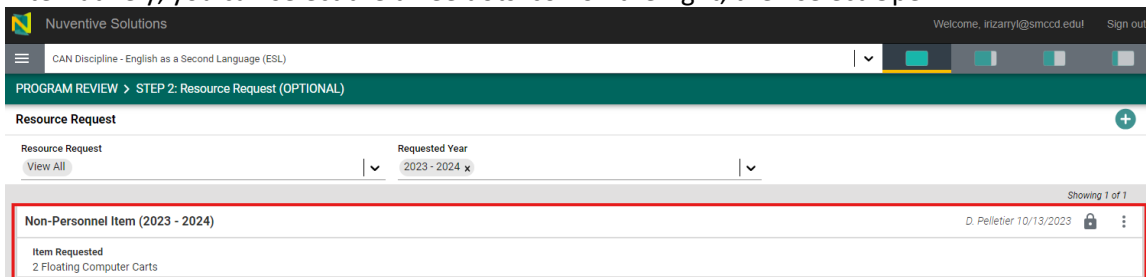 Nuventive Solutions
Welcome, irizarryl@smccd.edu!
Sign out
CAN Discipline - English as a Second Language (ESL)
PROGRAM REVIEW > STEP 2: Resource Request (OPTIONAL)
Resource Request
Resource Request
Requested Year
View All
2023 - 2024 x
Showing 1 of 1
Non-Personnel Item (2023 - 2024)
D. Pelletier 10/13/2023
Item Requested
2 Floating Computer Carts